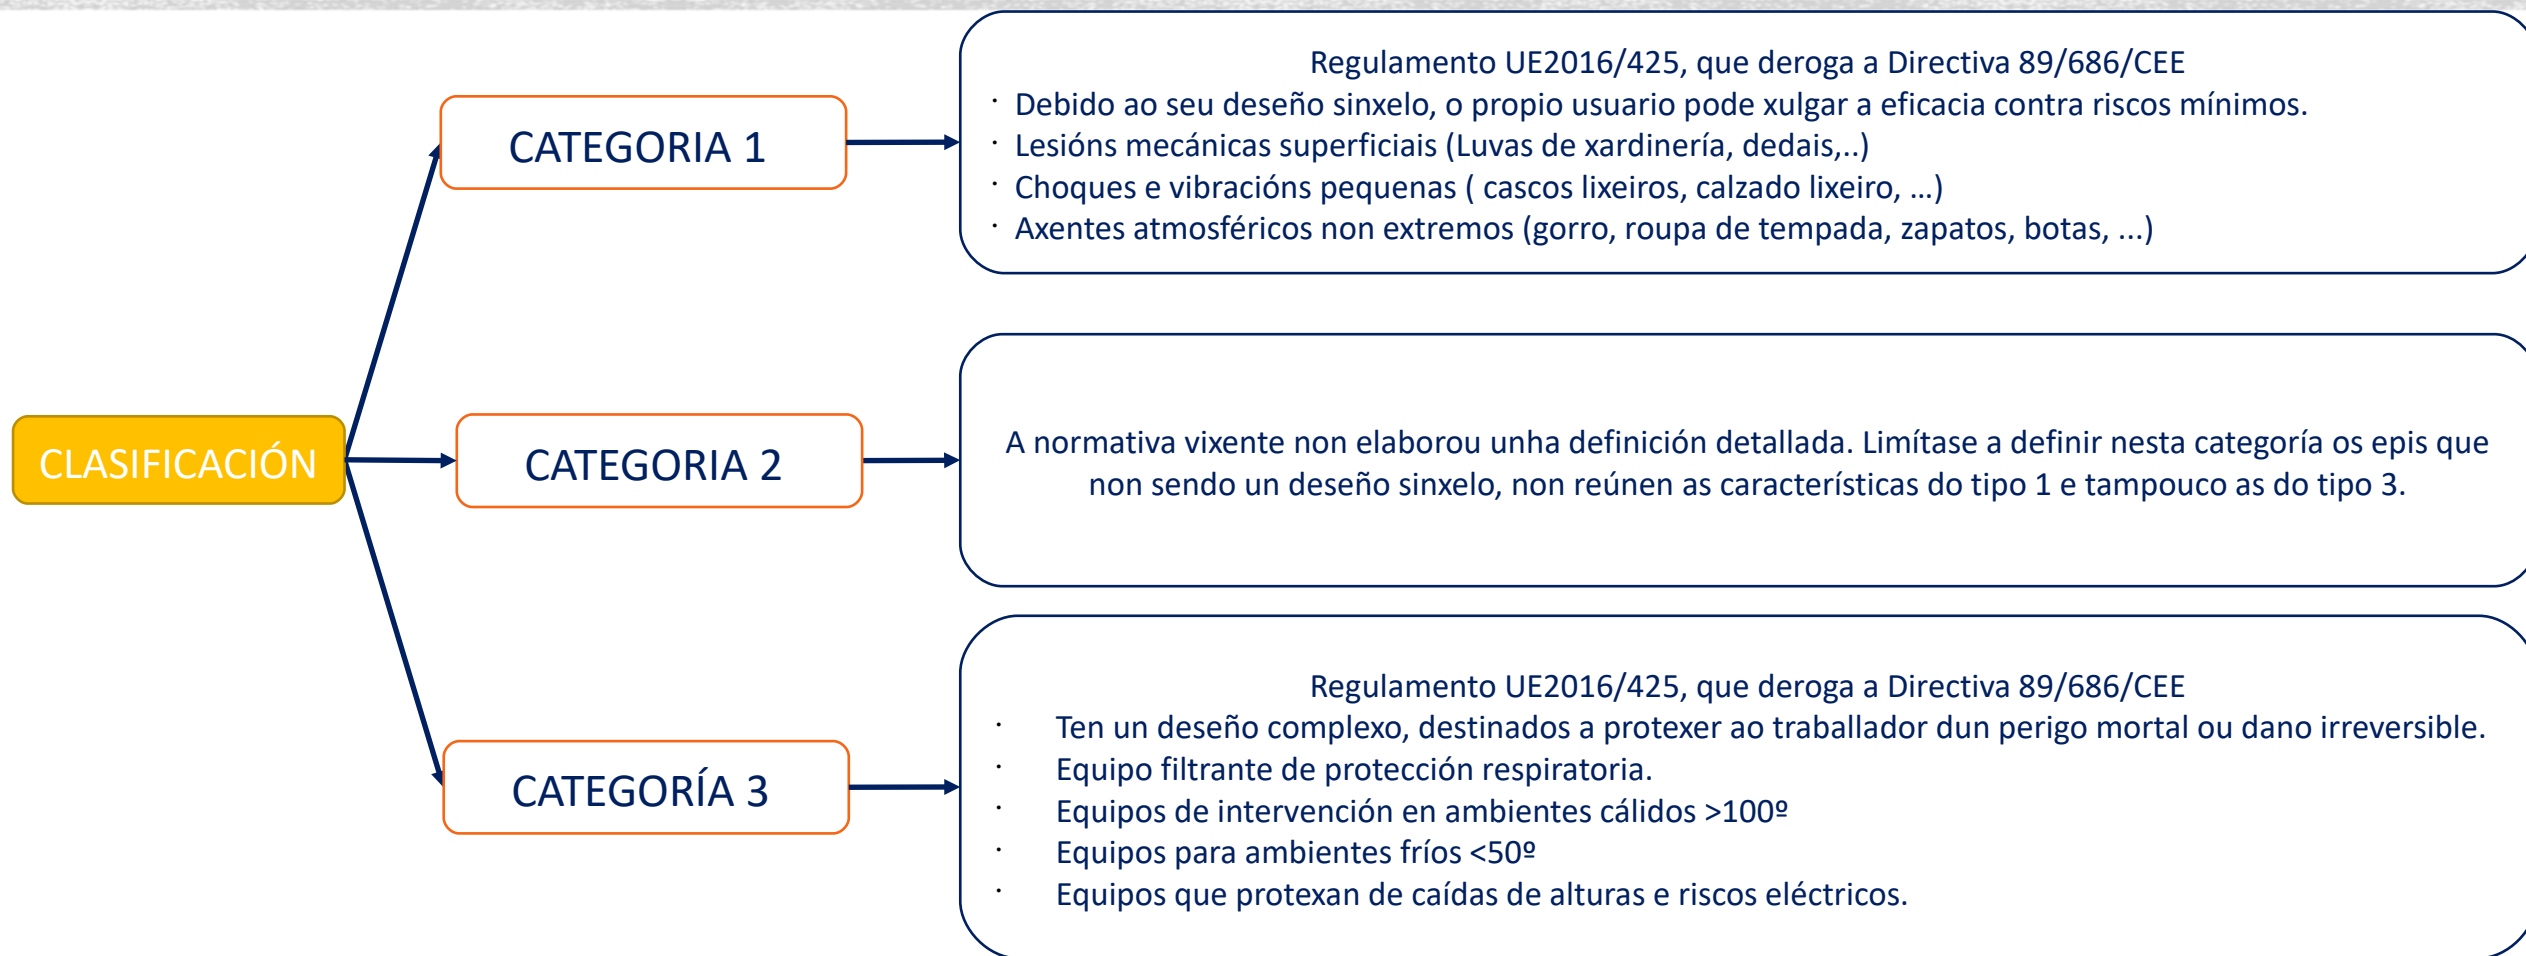 CLASIFICACIÓN
CATEGORIA 1
Regulamento UE2016/425, que deroga a Directiva 89/686/CEE
· Debido ao seu deseño sinxelo, o propio usuario pode xulgar a eficacia contra riscos mínimos.
· Lesións mecánicas superficiais (Luvas de xardinería, dedais,..)
· Choques e vibracións pequenas ( cascos lixeiros, calzado lixeiro, ...)
· Axentes atmosféricos non extremos (gorro, roupa de tempada, zapatos, botas, ...)
CATEGORIA 2
A normativa vixente non elaborou unha definición detallada. Limítase a definir nesta categoría os epis que
non sendo un deseño sinxelo, non reúnen as características do tipo 1 e tampouco as do tipo 3.
CATEGORÍA 3
Regulamento UE2016/425, que deroga a Directiva 89/686/CEE
· Ten un deseño complexo, destinados a protexer ao traballador dun perigo mortal ou dano irreversible.
· Equipo filtrante de protección respiratoria.
· Equipos de intervención en ambientes cálidos >100º
· Equipos para ambientes fríos <50º
· Equipos que protexan de caídas de alturas e riscos eléctricos.